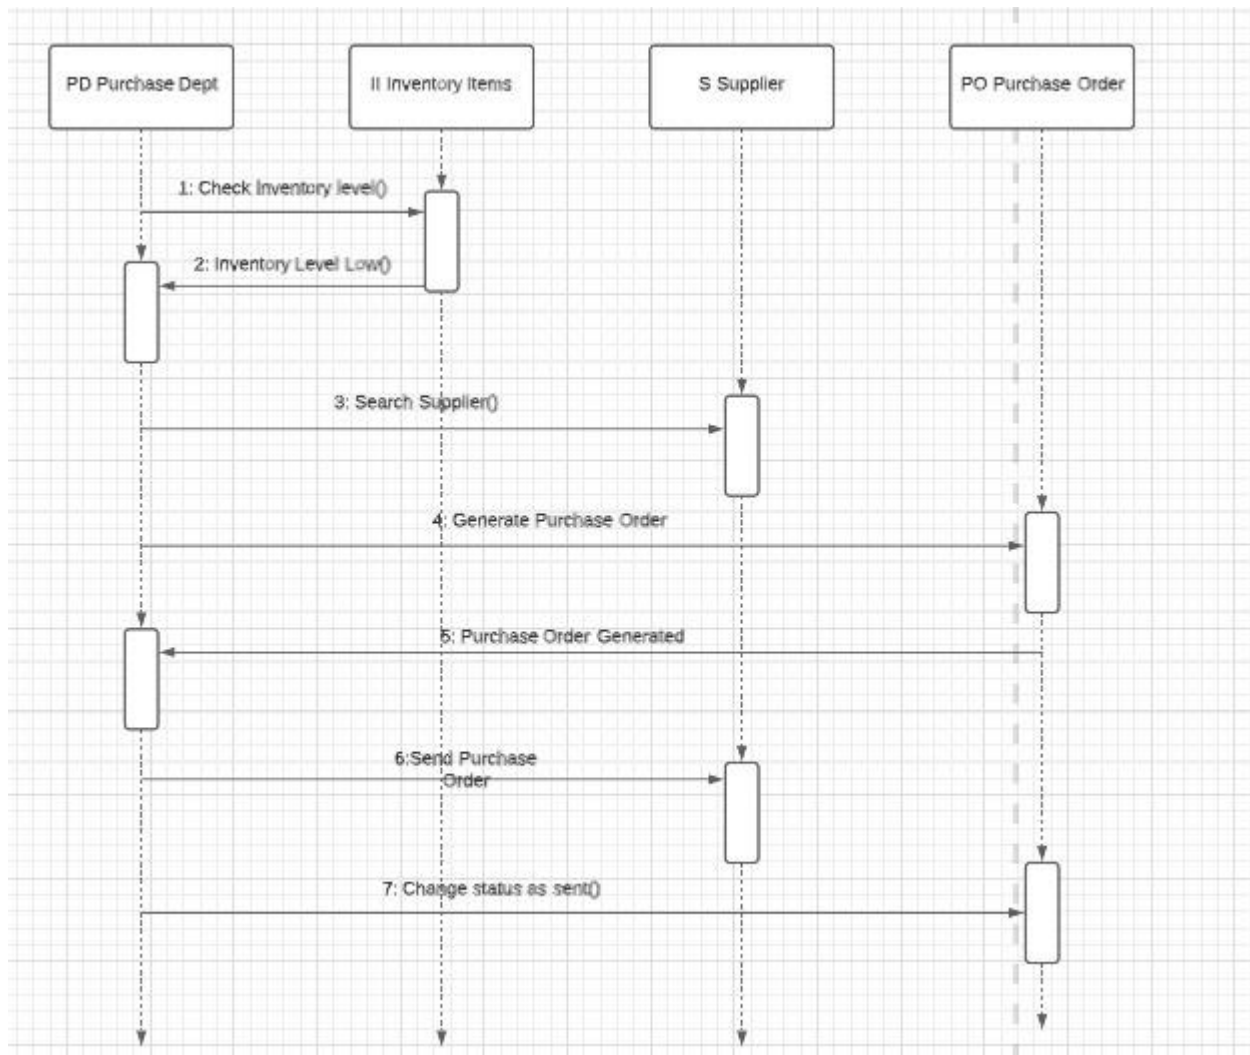 PD Purchase Dept
II Inventory Items
S Supplier
PO Purchase Order
1: Check Inventory level()
2: Inventory Level Low()
3: Search Supplier()
4: Generate Purchase Order
5: Purchase Order Generated
6:Send Purchase
Order
7: Change status as sent()